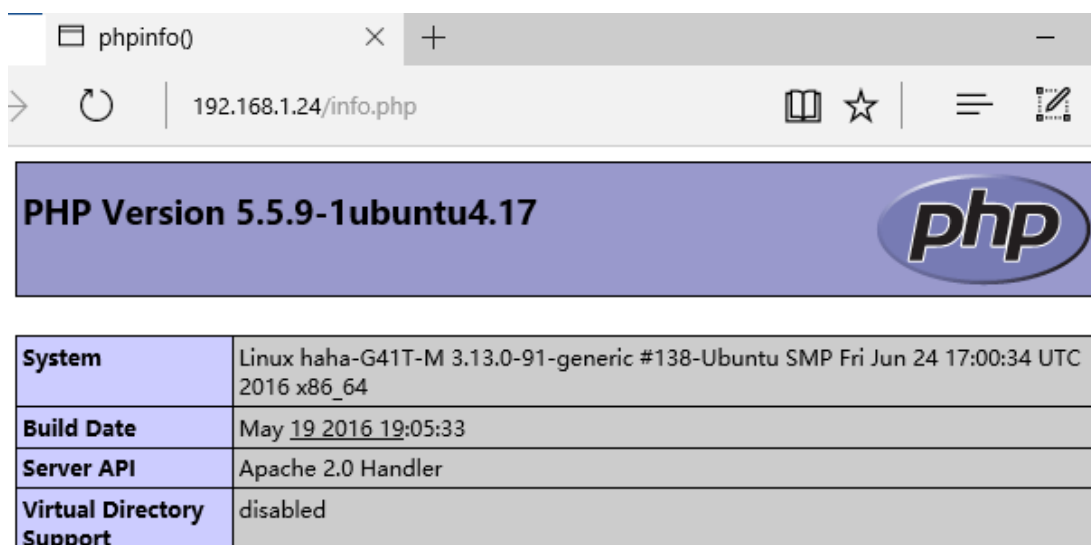 phpinfo()
192.168.1.24/info.php
PHP Version 5.5.9-1ubuntu4.17
php
System
Linux haha-G41T-M 3.13.0-91-generic #138-Ubuntu SMP Fri Jun 24 17:00:34 UTC
2016 x86_64
Build Date
May 19 2016 19:05:33
Server API
Apache 2.0 Handler
Virtual Directory
Support
disabled